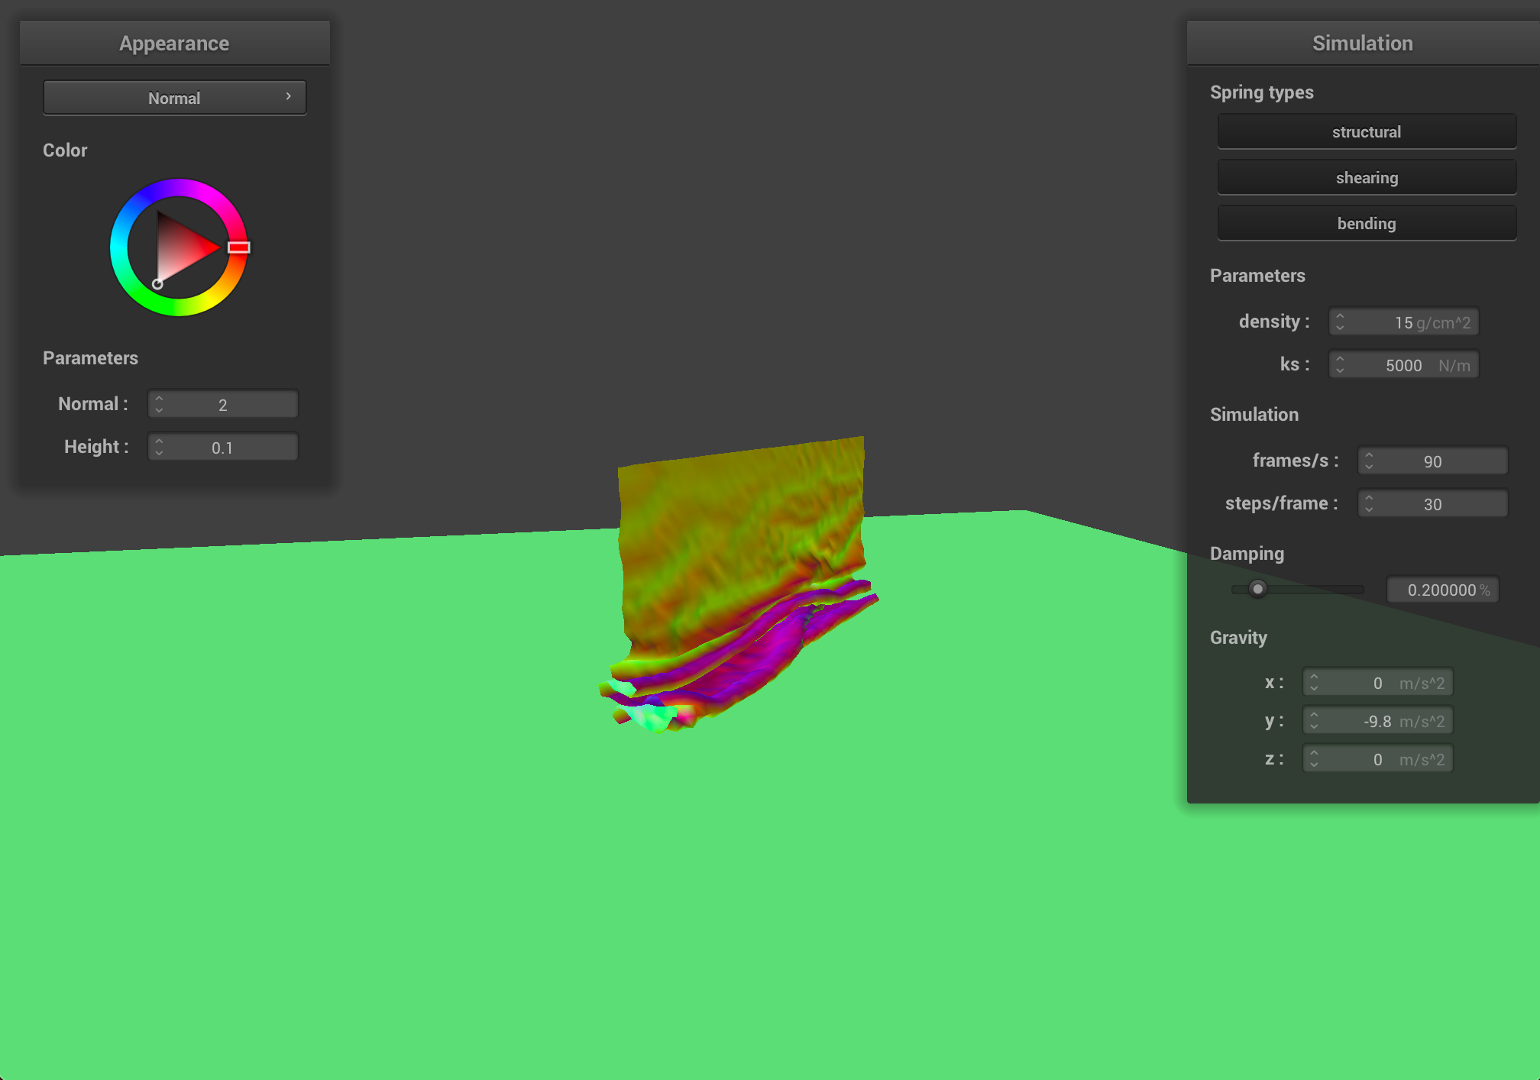 Appearance
Normal
Color
Parameters
Normal : 2
Height : 0.1
Simulation
Spring types
structural
shearing
bending
Parameters
density : 15 g/cm^2
ks : 5000 N/m
Simulation
frames/s : 90
steps/frame : 30
Damping
0.200000 %
Gravity
x : 0 m/s^2
y : -9.8 m/s^2
z : 0 m/s^2